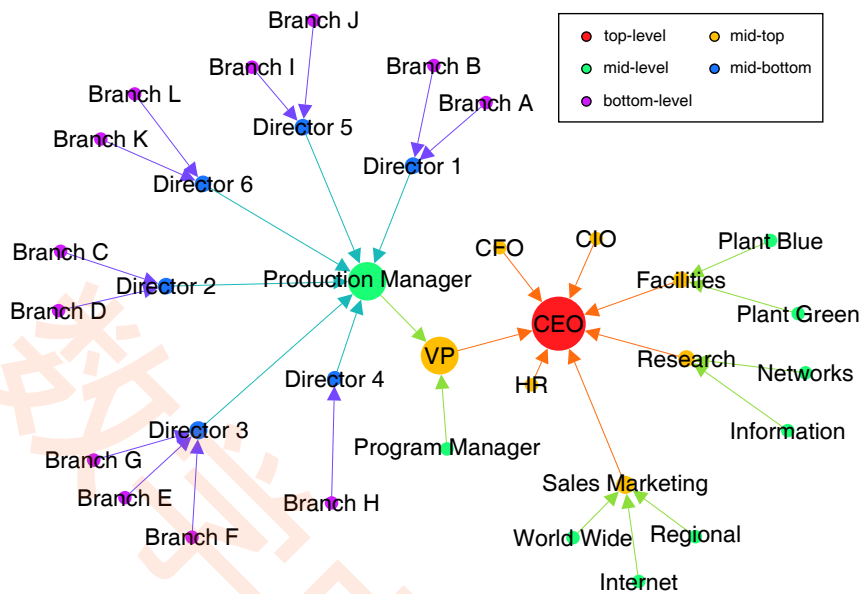 Branch J
Branch I
Branch B
Branch L
Branch A
Branch K
Director 5
Director 1
Director 6
top-level
mid-top
mid-level
mid-bottom
bottom-level
Branch C
Director 2
Branch D
Production Manager
CFO
CIO
Plant Blue
Facilities
Plant Green
CEO
VP
Research
Networks
HR
Information
Director 4
Director 3
Program Manager
Branch G
Branch E
Branch H
Branch F
Sales Marketing
World Wide
Regional
Internet
数学